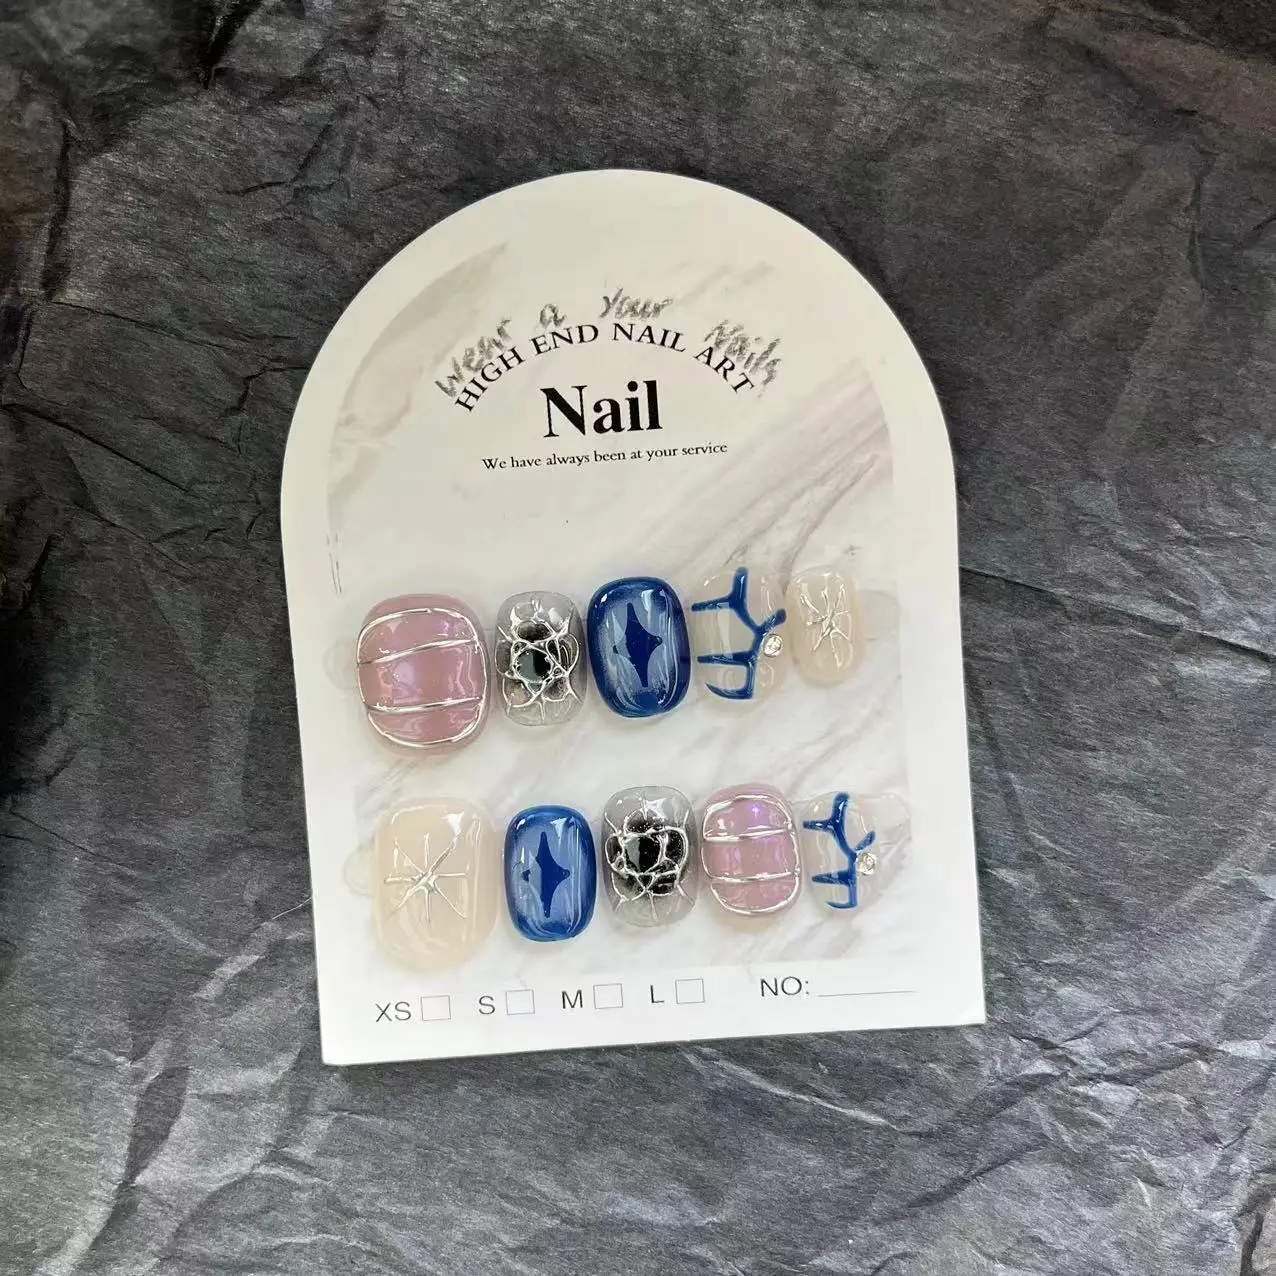 wear a your Nails
HIGH END NAIL ART
Nail
We have always been at your service
XS S M L NO: